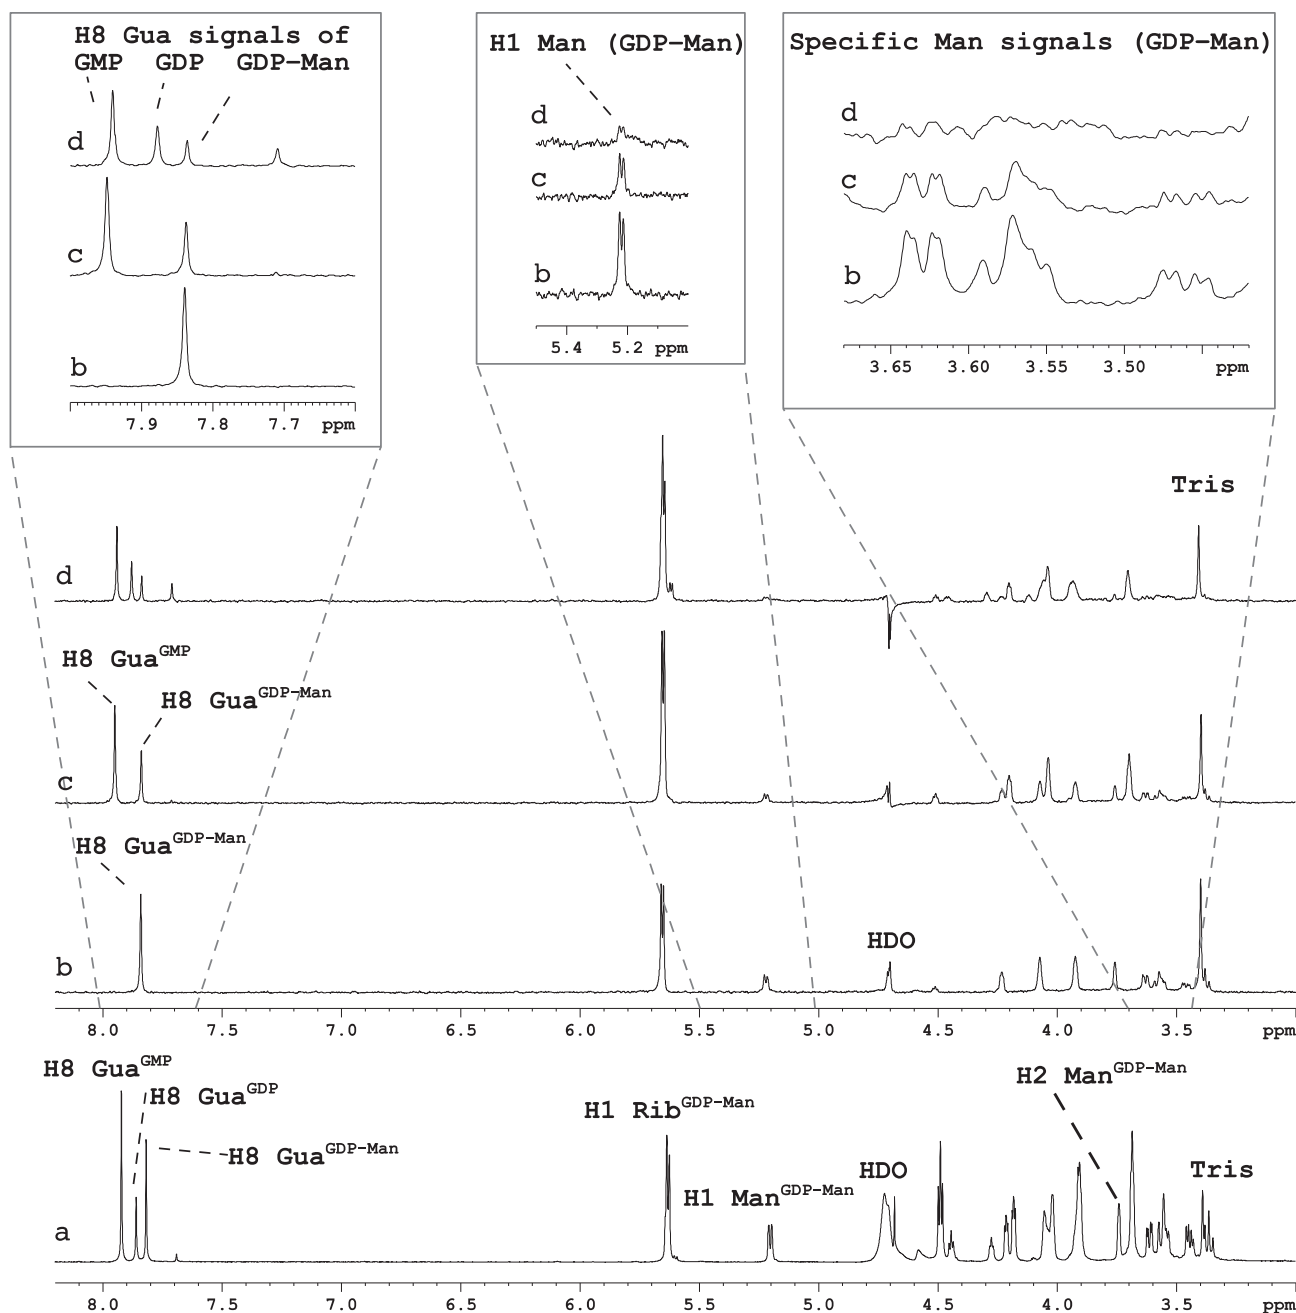 H8 Gua signals of
GMP GDP GDP-Man
d
c
b
7.9 7.8 7.7 ppm
H1 Man (GDP-Man)
d
c
b
5.4 5.2 ppm
Specific Man signals (GDP-Man)
d
c
b
3.65 3.60 3.55 3.50 ppm
Tris
d
H8 Gua^GMP
H8 Gua^GDP-Man
c
H8 Gua^GDP-Man
HDO
b
8.0 7.5 7.0 6.5 6.0 5.5 5.0 4.5 4.0 3.5 ppm
H8 Gua^GMP
H8 Gua^GDP
H8 Gua^GDP-Man
H1 Rib^GDP-Man
H1 Man^GDP-Man
HDO
H2 Man^GDP-Man
Tris
a
8.0 7.5 7.0 6.5 6.0 5.5 5.0 4.5 4.0 3.5 ppm